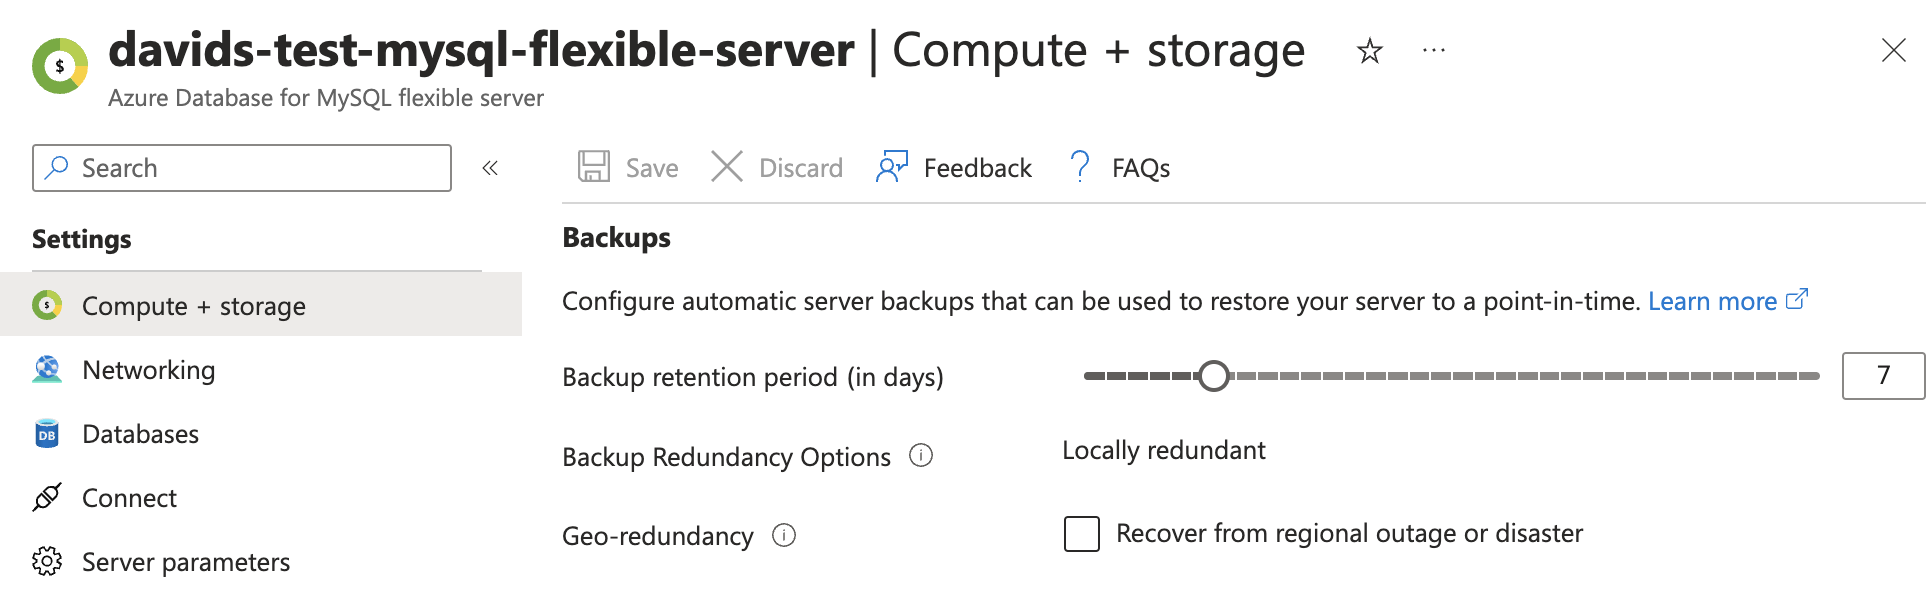 davids-test-mysql-flexible-server | Compute + storage
Azure Database for MySQL flexible server
Search
Save
Discard
Feedback
FAQs
Settings
Compute + storage
Networking
Databases
Connect
Server parameters
Backups
Configure automatic server backups that can be used to restore your server to a point-in-time. Learn more
Backup retention period (in days)
7
Backup Redundancy Options
Locally redundant
Geo-redundancy
Recover from regional outage or disaster